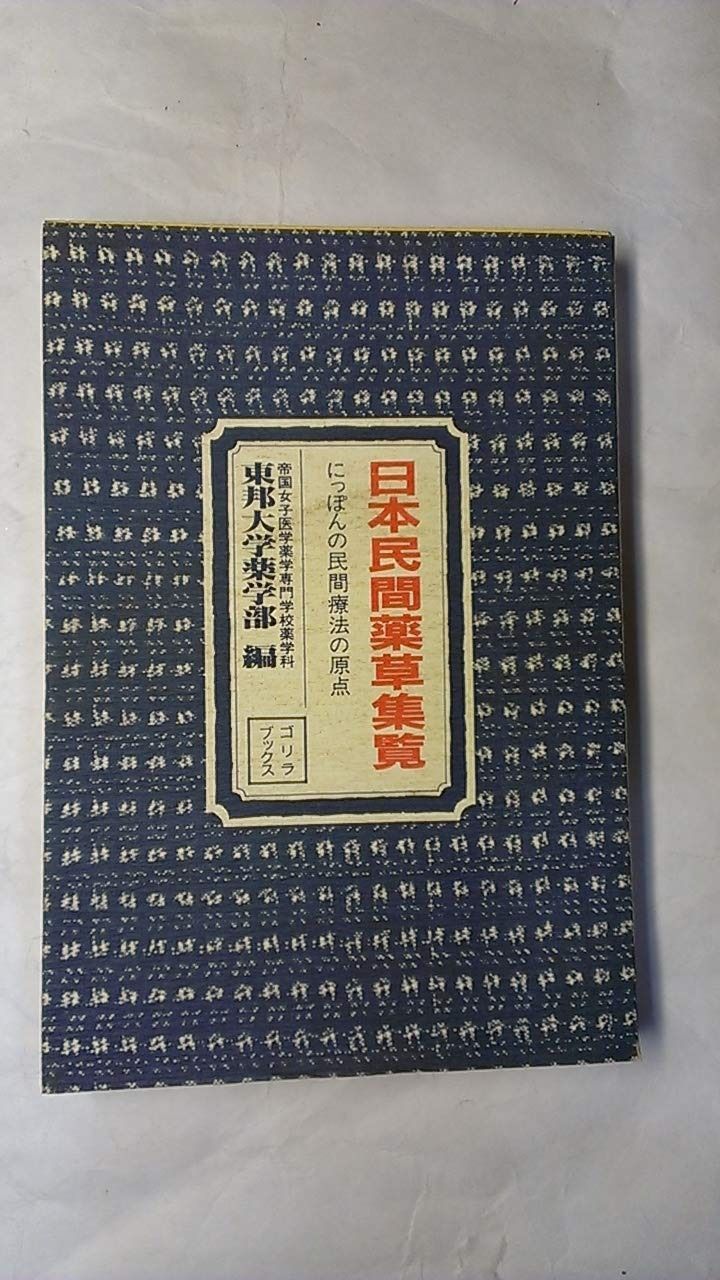 日本民間薬草集覧
にっぽんの民間療法の原点
帝国女子医学薬学専門学校薬学科
東邦大学薬学部 編
ゴリラ
ブックス